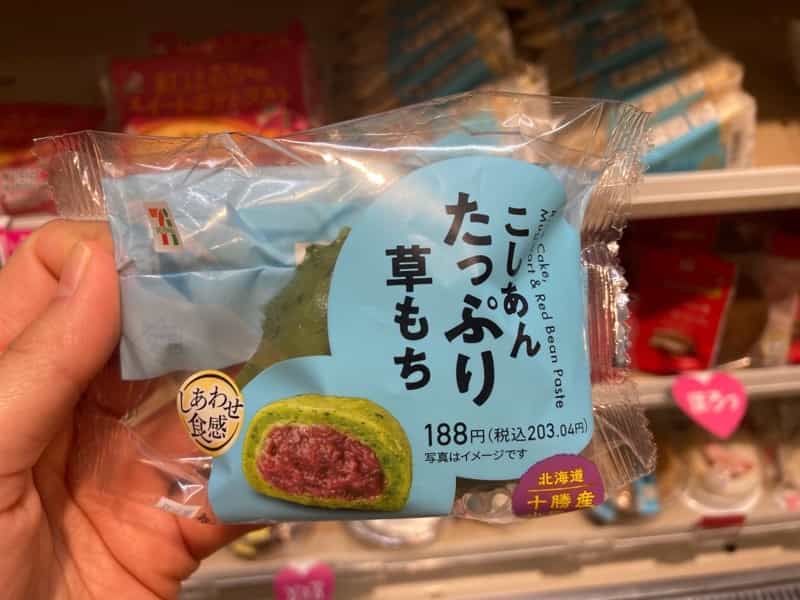 こしあん
たっぷり
草もち
Mugwort & Red Bean Paste
188円(税込203.04円)
写真はイメージです
しあわせ
食感
北海道
十勝産